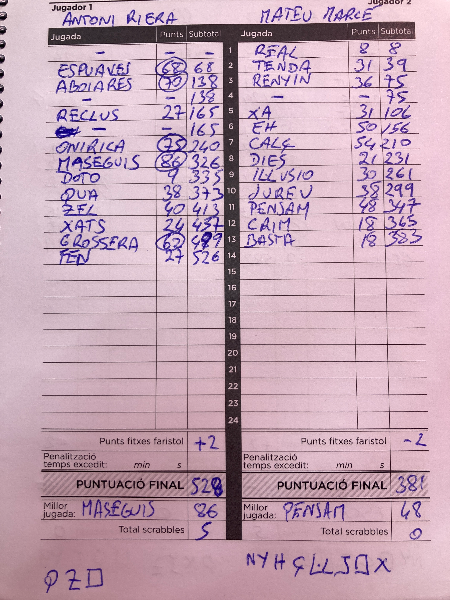 Jugador 1 Jugador 2
ANTONI RIERA MATEU MARCÉ
Jugada Punts Subtotal Jugada Punts Subtotal
- - - 1 REAL 8 8
ESPUAVES 68 68 2 TENDA 31 39
ABOIARES 70 138 3 RENYIN 36 75
- - 138 4 - - 75
RECLUS 27 165 5 XA 31 106
- 165 6 EH 50 156
ONIRICA 75 240 7 CALÇ 54 210
MASEGUIS 86 326 8 DIES 21 231
DOTO 9 335 9 IL·LUSIO 30 261
QUA 38 373 10 JUREU 38 299
ZEL 40 413 11 PENSAM 48 347
XATS 24 437 12 CRIM 18 365
GROSSERA 62 499 13 BASTA 18 383
FEN 27 526 14
15
16
17
18
19
20
21
22
23
24
Punts fitxes faristol +2 Punts fitxes faristol -2
Penalització temps excedit: min s Penalització temps excedit: min s
PUNTUACIÓ FINAL 528 PUNTUACIÓ FINAL 381
Millor jugada: MASEGUIS 86 Millor jugada: PENSAM 48
Total scrabbles 5 Total scrabbles 0